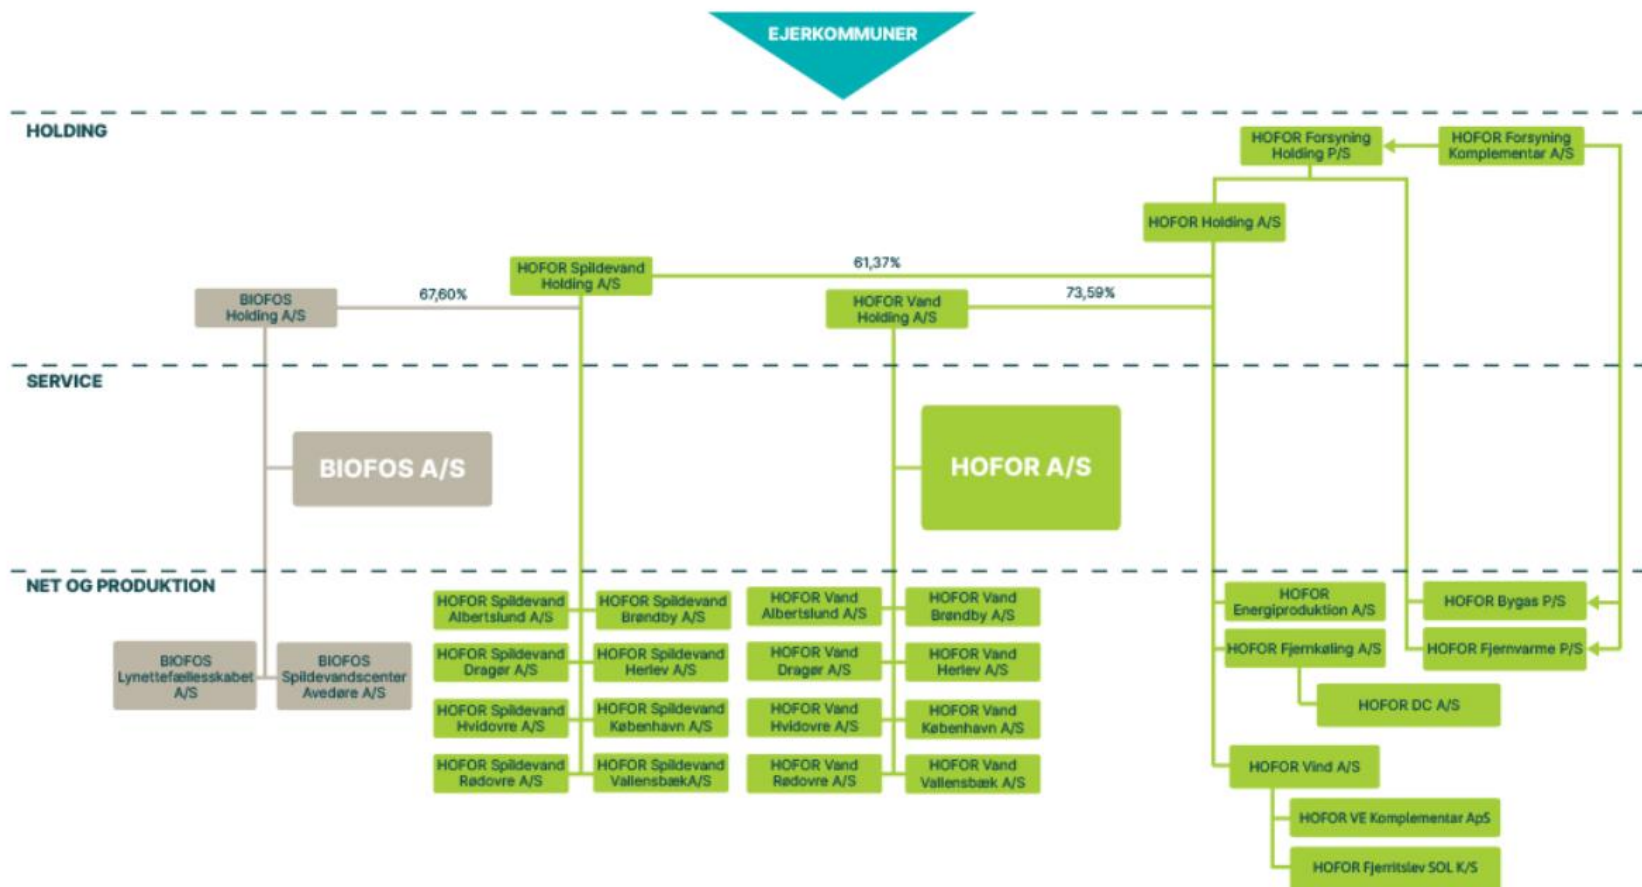 EJERKOMMUNER
HOLDING
HOFOR Forsyning
Holding P/S
HOFOR Forsyning
Komplementar A/S
HOFOR Holding A/S
HOFOR Spildevand
Holding A/S
61,37%
BIOFOS
Holding A/S
67,60%
HOFOR Vand
Holding A/S
73,59%
SERVICE
BIOFOS A/S
HOFOR A/S
NET OG PRODUKTION
BIOFOS
Lynettefællesskabet
A/S
BIOFOS
Spildevandscenter
Avedøre A/S
HOFOR Spildevand
Albertslund A/S
HOFOR Spildevand
Brøndby A/S
HOFOR Spildevand
Dragør A/S
HOFOR Spildevand
Herlev A/S
HOFOR Spildevand
Hvidovre A/S
HOFOR Spildevand
København A/S
HOFOR Spildevand
Rødovre A/S
HOFOR Spildevand
VallensbækA/S
HOFOR Vand
Albertslund A/S
HOFOR Vand
Brøndby A/S
HOFOR Vand
Dragør A/S
HOFOR Vand
Herlev A/S
HOFOR Vand
Hvidovre A/S
HOFOR Vand
København A/S
HOFOR Vand
Rødovre A/S
HOFOR Vand
Vallensbæk A/S
HOFOR
Energiproduktion A/S
HOFOR Fjernkøling A/S
HOFOR DC A/S
HOFOR Vind A/S
HOFOR VE Komplementar ApS
HOFOR Fjerritslev SOL K/S
HOFOR Bygas P/S
HOFOR Fjernvarme P/S